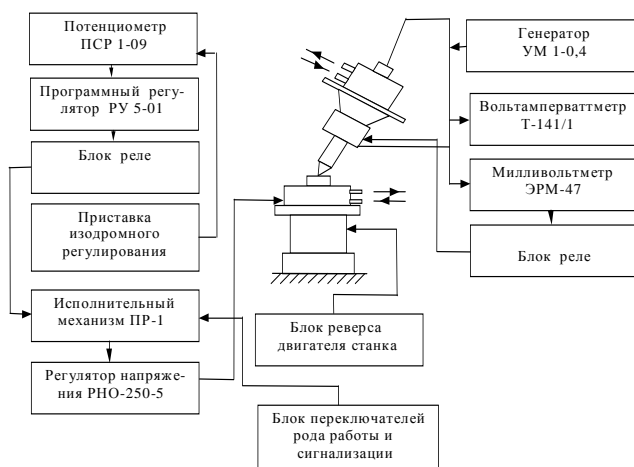 Потенциометр
ПСР 1-09
Программный регу-
лятор РУ 5-01
Блок реле
Приставка
изодромного
регулирования
Исполнительный
механизм ПР-1
Регулятор напряже-
ния РНО-250-5
Генератор
УМ 1-0,4
Вольтамперваттметр
Т-141/1
Милливольтметр
ЭРМ-47
Блок реле
Блок реверса
двигателя станка
Блок переключателей
рода работы и
сигнализации